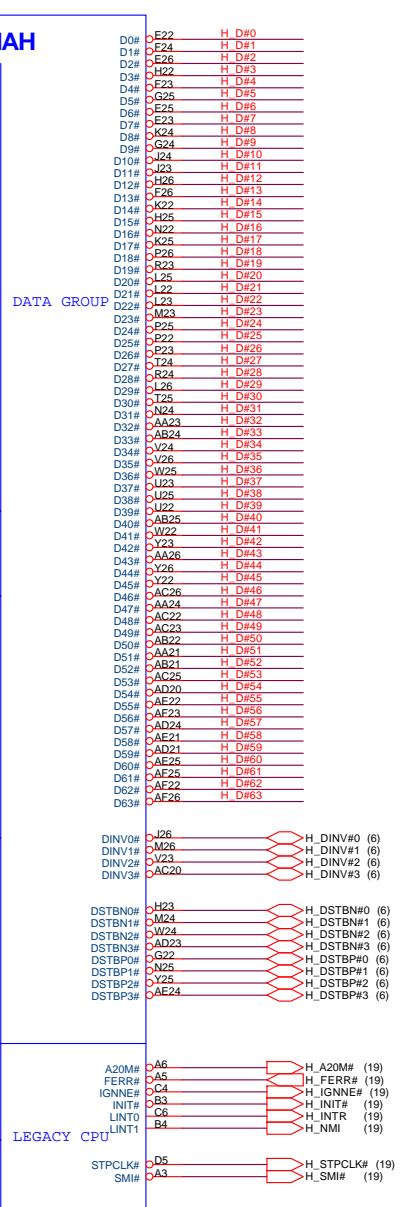 MAH
D0# E22 H_D#0
D1# F24 H_D#1
D2# E26 H_D#2
D3# H22 H_D#3
D4# F23 H_D#4
D5# G25 H_D#5
D6# E25 H_D#6
D7# E23 H_D#7
D8# K24 H_D#8
D9# G24 H_D#9
D10# J24 H_D#10
D11# J23 H_D#11
D12# H26 H_D#12
D13# F26 H_D#13
D14# K22 H_D#14
D15# H25 H_D#15
D16# N22 H_D#16
D17# K25 H_D#17
D18# P26 H_D#18
D19# R23 H_D#19
D20# L25 H_D#20
D21# L22 H_D#21
DATA GROUP D22# L23 H_D#22
D23# M23 H_D#23
D24# P25 H_D#24
D25# P22 H_D#25
D26# P23 H_D#26
D27# T24 H_D#27
D28# R24 H_D#28
D29# L26 H_D#29
D30# T25 H_D#30
D31# N24 H_D#31
D32# AA23 H_D#32
D33# AB24 H_D#33
D34# V24 H_D#34
D35# V26 H_D#35
D36# W25 H_D#36
D37# U23 H_D#37
D38# U25 H_D#38
D39# U22 H_D#39
D40# AB25 H_D#40
D41# W22 H_D#41
D42# Y23 H_D#42
D43# AA26 H_D#43
D44# Y26 H_D#44
D45# Y22 H_D#45
D46# AC26 H_D#46
D47# AA24 H_D#47
D48# AC22 H_D#48
D49# AC23 H_D#49
D50# AB22 H_D#50
D51# AA21 H_D#51
D52# AB21 H_D#52
D53# AC25 H_D#53
D54# AD20 H_D#54
D55# AE22 H_D#55
D56# AF23 H_D#56
D57# AD24 H_D#57
D58# AE21 H_D#58
D59# AD21 H_D#59
D60# AE25 H_D#60
D61# AF25 H_D#61
D62# AF22 H_D#62
D63# AF26 H_D#63
DINV0# J26 H_DINV#0 (6)
DINV1# M26 H_DINV#1 (6)
DINV2# V23 H_DINV#2 (6)
DINV3# AC20 H_DINV#3 (6)
DSTBN0# H23 H_DSTBN#0 (6)
DSTBN1# M24 H_DSTBN#1 (6)
DSTBN2# W24 H_DSTBN#2 (6)
DSTBN3# AD23 H_DSTBN#3 (6)
DSTBP0# G22 H_DSTBP#0 (6)
DSTBP1# N25 H_DSTBP#1 (6)
DSTBP2# Y25 H_DSTBP#2 (6)
DSTBP3# AE24 H_DSTBP#3 (6)
A20M# A6 H_A20M# (19)
FERR# A5 H_FERR# (19)
IGNNE# C4 H_IGNNE# (19)
INIT# B3 H_INIT# (19)
LINT0 C6 H_INTR (19)
LINT1 B4 H_NMI (19)
LEGACY CPU
STPCLK# D5 H_STPCLK# (19)
SMI# A3 H_SMI# (19)